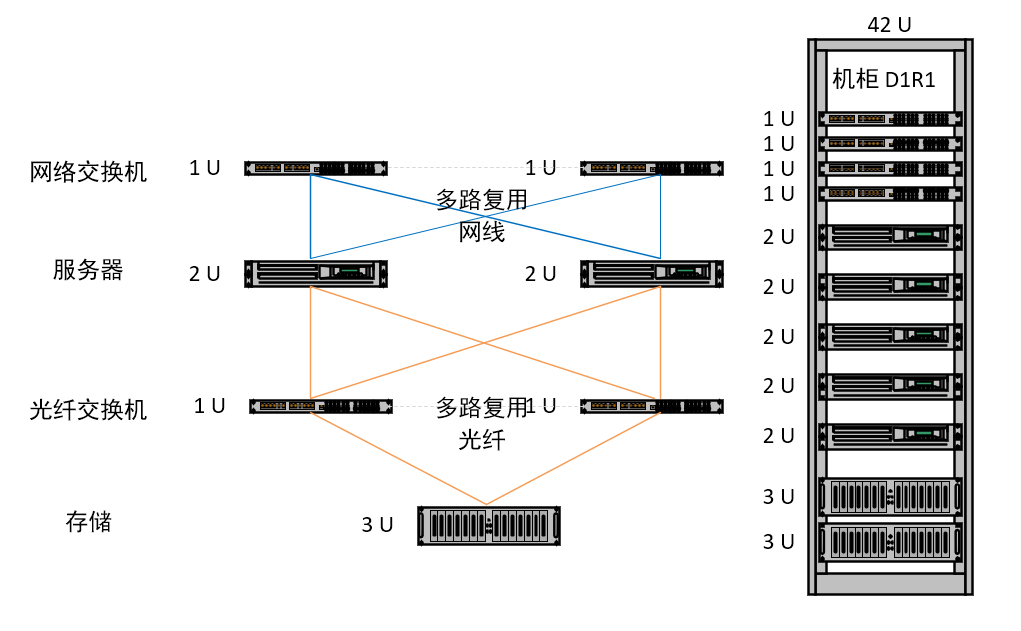 42 U
机柜 D1R1
网络交换机
1 U
1 U
多路复用
网线
服务器
2 U
2 U
光纤交换机
1 U
1 U
多路复用
光纤
存储
3 U
1 U
1 U
1 U
1 U
2 U
2 U
2 U
2 U
2 U
3 U
3 U